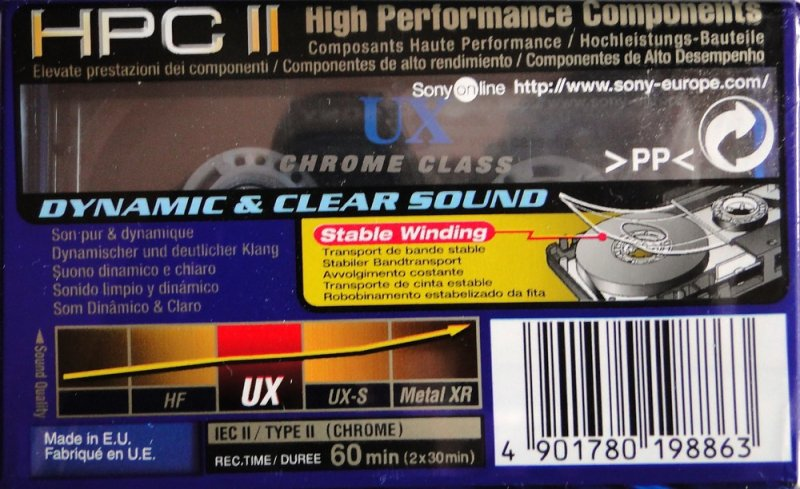 HPC II High Performance Components
Composants Haute Performance / Hochleistungs-Bauteile
Elevate prestazioni dei componenti / Componentes de alto rendimiento / Componentes de Alto Desempenho
Sony online http://www.sony-europe.com/
UX
CHROME CLASS
>PP<
DYNAMIC & CLEAR SOUND
Son pur & dynamique
Dynamischer und deutlicher Klang
Suono dinamico e chiaro
Sonido limpio y dinámico
Som Dinâmico & Claro
Stable Winding
Transport de bande stable
Stabiler Bandtransport
Avvolgimento costante
Transporte de cinta estable
Robobinamento estabelizado da fita
Sound Quality
HF UX UX-S Metal XR
Made in E.U.
Fabriqué en U.E.
IEC II / TYPE II (CHROME)
REC.TIME / DUREE 60 min (2x30min)
4 901780 198863